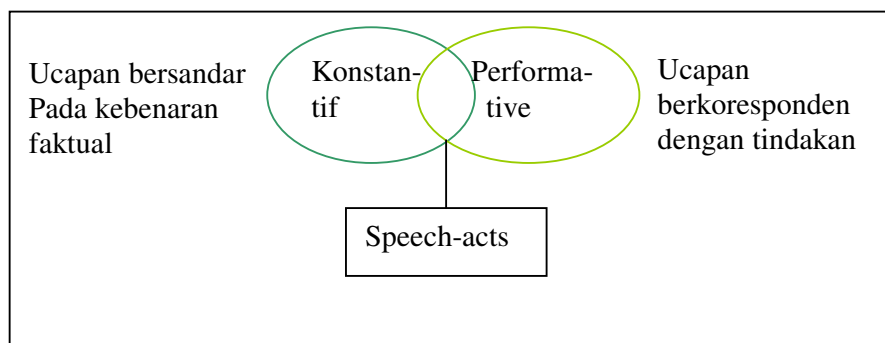 Ucapan bersandar
Pada kebenaran
faktual
Konstan-
tif
Performa-
tive
Ucapan
berkoresponden
dengan tindakan
Speech-acts